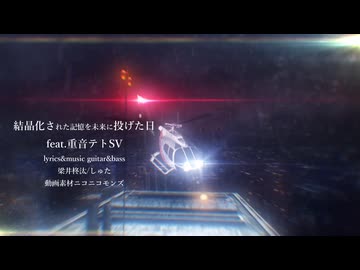 結晶化された記憶を未来に投げた日
feat.重音テトSV
lyrics&music guitar&bass
梁井柊汰/しゅた
動画素材ニコニコモンズ